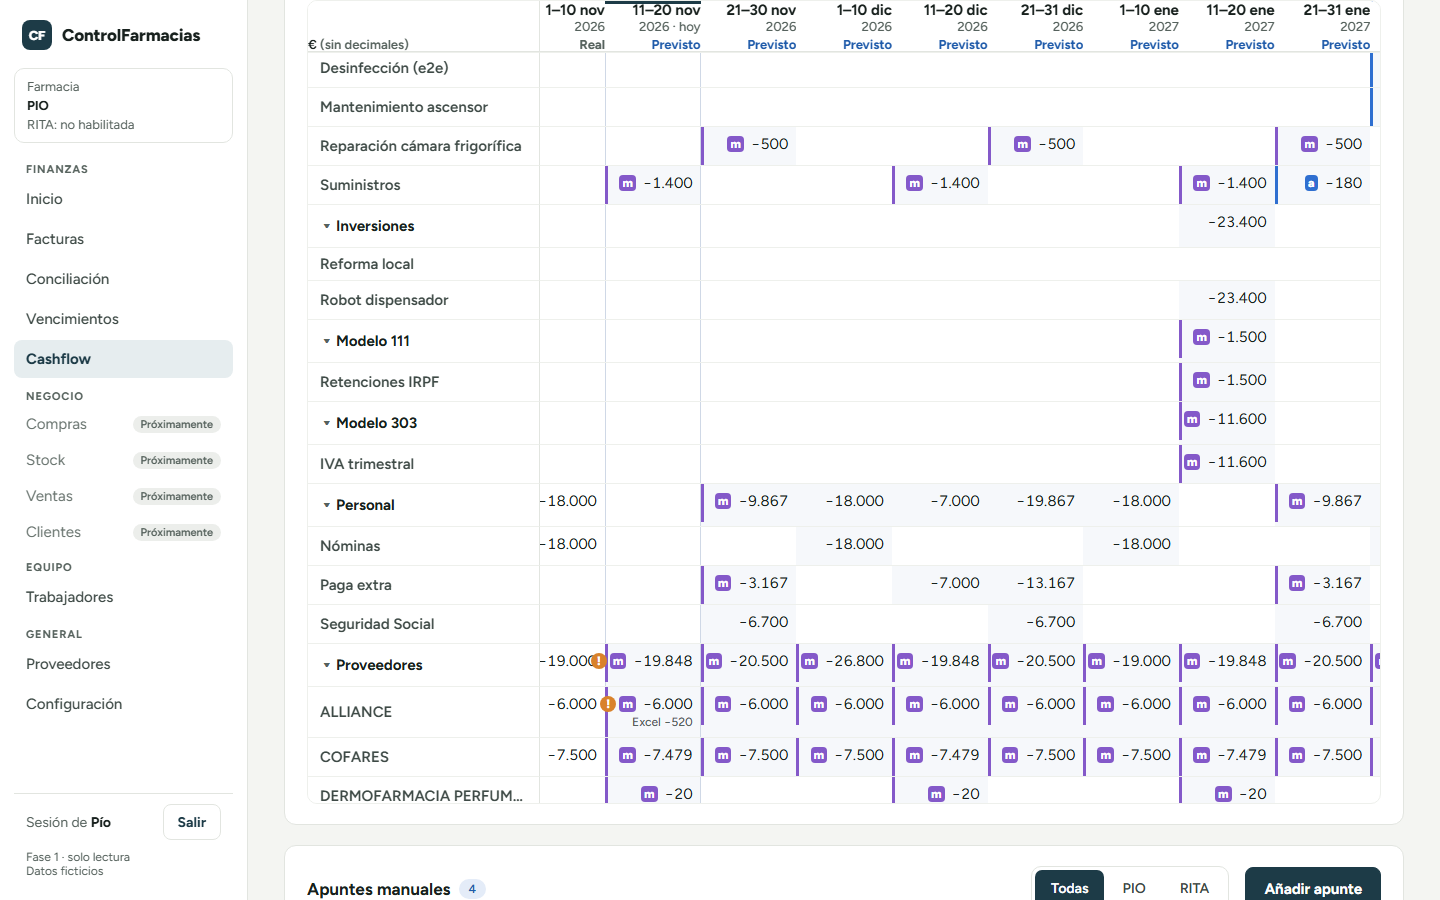 CF ControlFarmacias
Farmacia
PIO
RITA: no habilitada
FINANZAS
Inicio
Facturas
Conciliación
Vencimientos
Cashflow
NEGOCIO
Compras Próximamente
Stock Próximamente
Ventas Próximamente
Clientes Próximamente
EQUIPO
Trabajadores
GENERAL
Proveedores
Configuración
Sesión de Pío Salir
Fase 1 · solo lectura
Datos ficticios
1–10 nov 11–20 nov 21–30 nov 1–10 dic 11–20 dic 21–31 dic 1–10 ene 11–20 ene 21–31 ene
2026 2026 · hoy 2026 2026 2026 2026 2027 2027 2027
€ (sin decimales) Real Previsto Previsto Previsto Previsto Previsto Previsto Previsto Previsto
Desinfección (e2e)
Mantenimiento ascensor
Reparación cámara frigorífica m −500 m −500 m −500
Suministros m −1.400 m −1.400 m −1.400 a −180
Inversiones −23.400
Reforma local
Robot dispensador −23.400
Modelo 111 m −1.500
Retenciones IRPF m −1.500
Modelo 303 m −11.600
IVA trimestral m −11.600
Personal −18.000 m −9.867 −18.000 −7.000 −19.867 −18.000 m −9.867
Nóminas −18.000 −18.000 −18.000
Paga extra m −3.167 −7.000 −13.167 m −3.167
Seguridad Social −6.700 −6.700 −6.700
Proveedores −19.000 ! m −19.848 m −20.500 m −26.800 m −19.848 m −20.500 m −19.000 m −19.848 m −20.500
ALLIANCE −6.000 ! m −6.000 m −6.000 m −6.000 m −6.000 m −6.000 m −6.000 m −6.000 m −6.000
Excel −520
COFARES −7.500 m −7.479 m −7.500 m −7.500 m −7.479 m −7.500 m −7.500 m −7.479 m −7.500
DERMOFARMACIA PERFUM... m −20 m −20 m −20
Apuntes manuales 4 Todas PIO RITA Añadir apunte